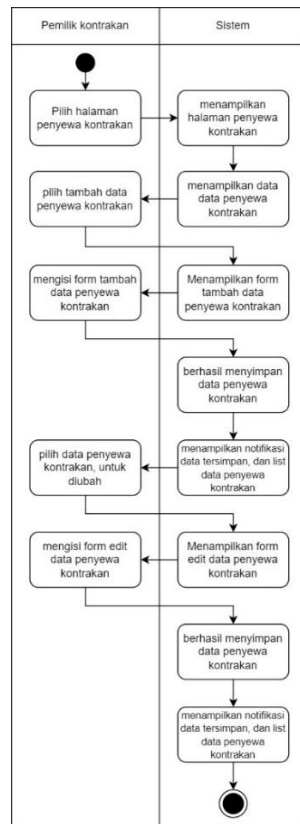 Pemilik kontrakan
Sistem
Pilih halaman
penyewa kontrakan
menampilkan
halaman penyewa
kontrakan
menampilkan data
data penyewa
kontrakan
pilih tambah data
penyewa kontrakan
Menampilkan form
tambah data
penyewa kontrakan
mengisi form tambah
data penyewa
kontrakan
berhasil menyimpan
data penyewa
kontrakan
menampilkan notifikasi
data tersimpan, dan list
data penyewa
kontrakan
pilih data penyewa
kontrakan, untuk
diubah
Menampilkan form
edit data penyewa
kontrakan
mengisi form edit
data penyewa
kontrakan
berhasil menyimpan
data penyewa
kontrakan
menampilkan notifikasi
data tersimpan, dan list
data penyewa
kontrakan